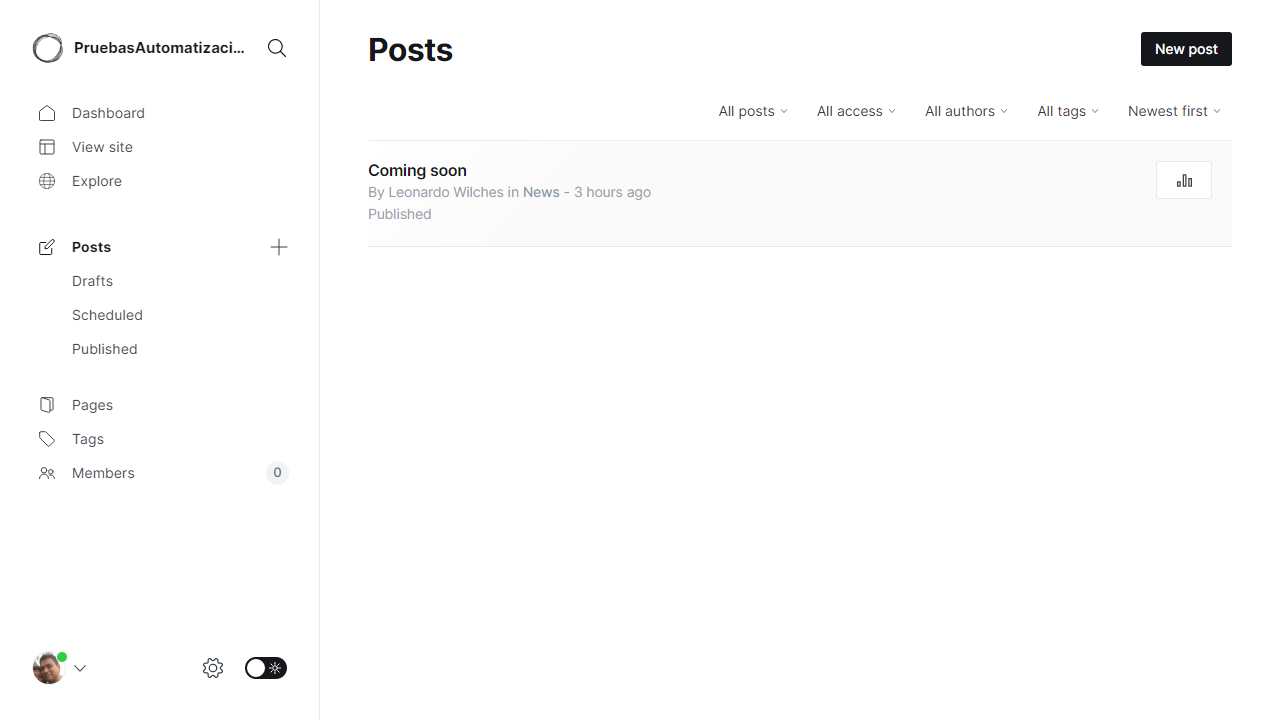 PruebasAutomatizaci...
Dashboard
View site
Explore
Posts
Drafts
Scheduled
Published
Pages
Tags
Members 0
Posts
New post
All posts All access All authors All tags Newest first
Coming soon
By Leonardo Wilches in News - 3 hours ago
Published